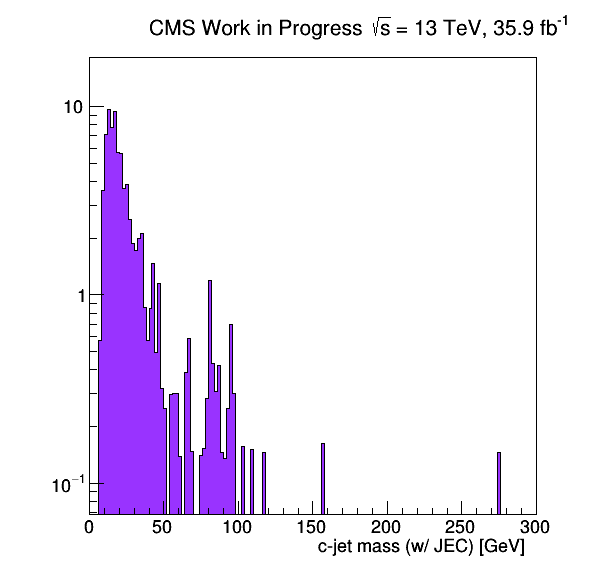 CMS Work in Progress √s = 13 TeV, 35.9 fb⁻¹
10
1
10⁻¹
0 50 100 150 200 250 300
c-jet mass (w/ JEC) [GeV]